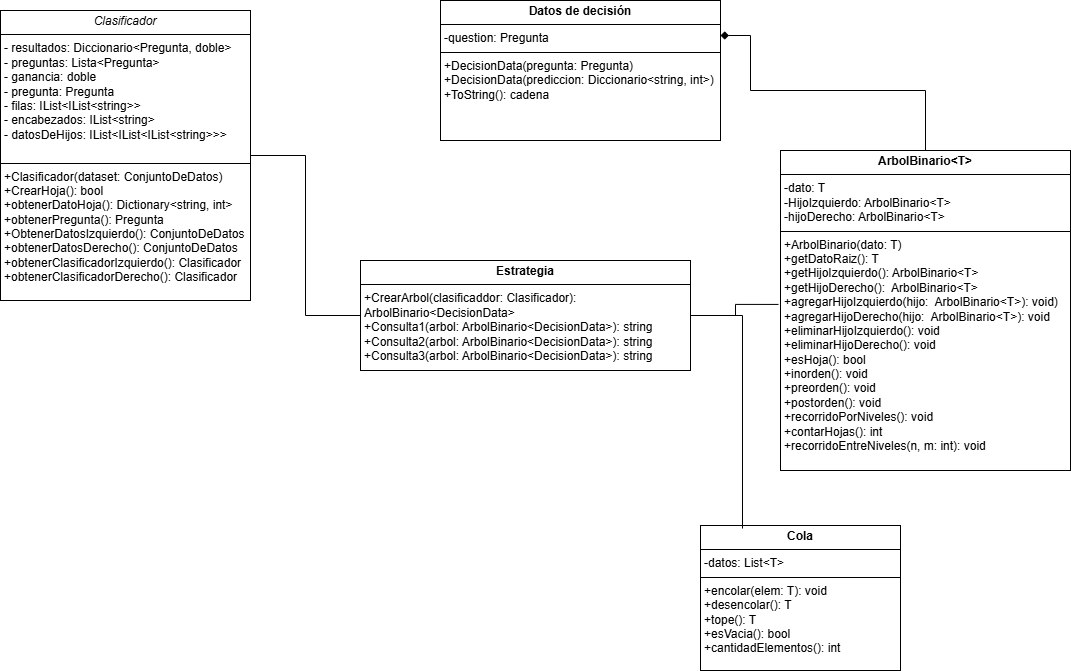 Clasificador
- resultados: Diccionario<Pregunta, doble>
- preguntas: Lista<Pregunta>
- ganancia: doble
- pregunta: Pregunta
- filas: IList<IList<string>>
- encabezados: IList<string>
- datosDeHijos: IList<IList<IList<string>>>
+Clasificador(dataset: ConjuntoDeDatos)
+CrearHoja(): bool
+obtenerDatoHoja(): Dictionary<string, int>
+obtenerPregunta(): Pregunta
+ObtenerDatosIzquierdo(): ConjuntoDeDatos
+obtenerDatosDerecho(): ConjuntoDeDatos
+obtenerClasificadorIzquierdo(): Clasificador
+obtenerClasificadorDerecho(): Clasificador
Datos de decisión
-question: Pregunta
+DecisionData(pregunta: Pregunta)
+DecisionData(prediccion: Diccionario<string, int>)
+ToString(): cadena
ArbolBinario<T>
-dato: T
-HijoIzquierdo: ArbolBinario<T>
-hijoDerecho: ArbolBinario<T>
+ArbolBinario(dato: T)
+getDatoRaiz(): T
+getHijoIzquierdo(): ArbolBinario<T>
+getHijoDerecho(): ArbolBinario<T>
+agregarHijoIzquierdo(hijo: ArbolBinario<T>): void)
+agregarHijoDerecho(hijo: ArbolBinario<T>): void
+eliminarHijoIzquierdo(): void
+eliminarHijoDerecho(): void
+esHoja(): bool
+inorden(): void
+preorden(): void
+postorden(): void
+recorridoPorNiveles(): void
+contarHojas(): int
+recorridoEntreNiveles(n, m: int): void
Estrategia
+CrearArbol(clasificaddor: Clasificador):
ArbolBinario<DecisionData>
+Consulta1(arbol: ArbolBinario<DecisionData>): string
+Consulta2(arbol: ArbolBinario<DecisionData>): string
+Consulta3(arbol: ArbolBinario<DecisionData>): string
Cola
-datos: List<T>
+encolar(elem: T): void
+desencolar(): T
+tope(): T
+esVacia(): bool
+cantidadElementos(): int